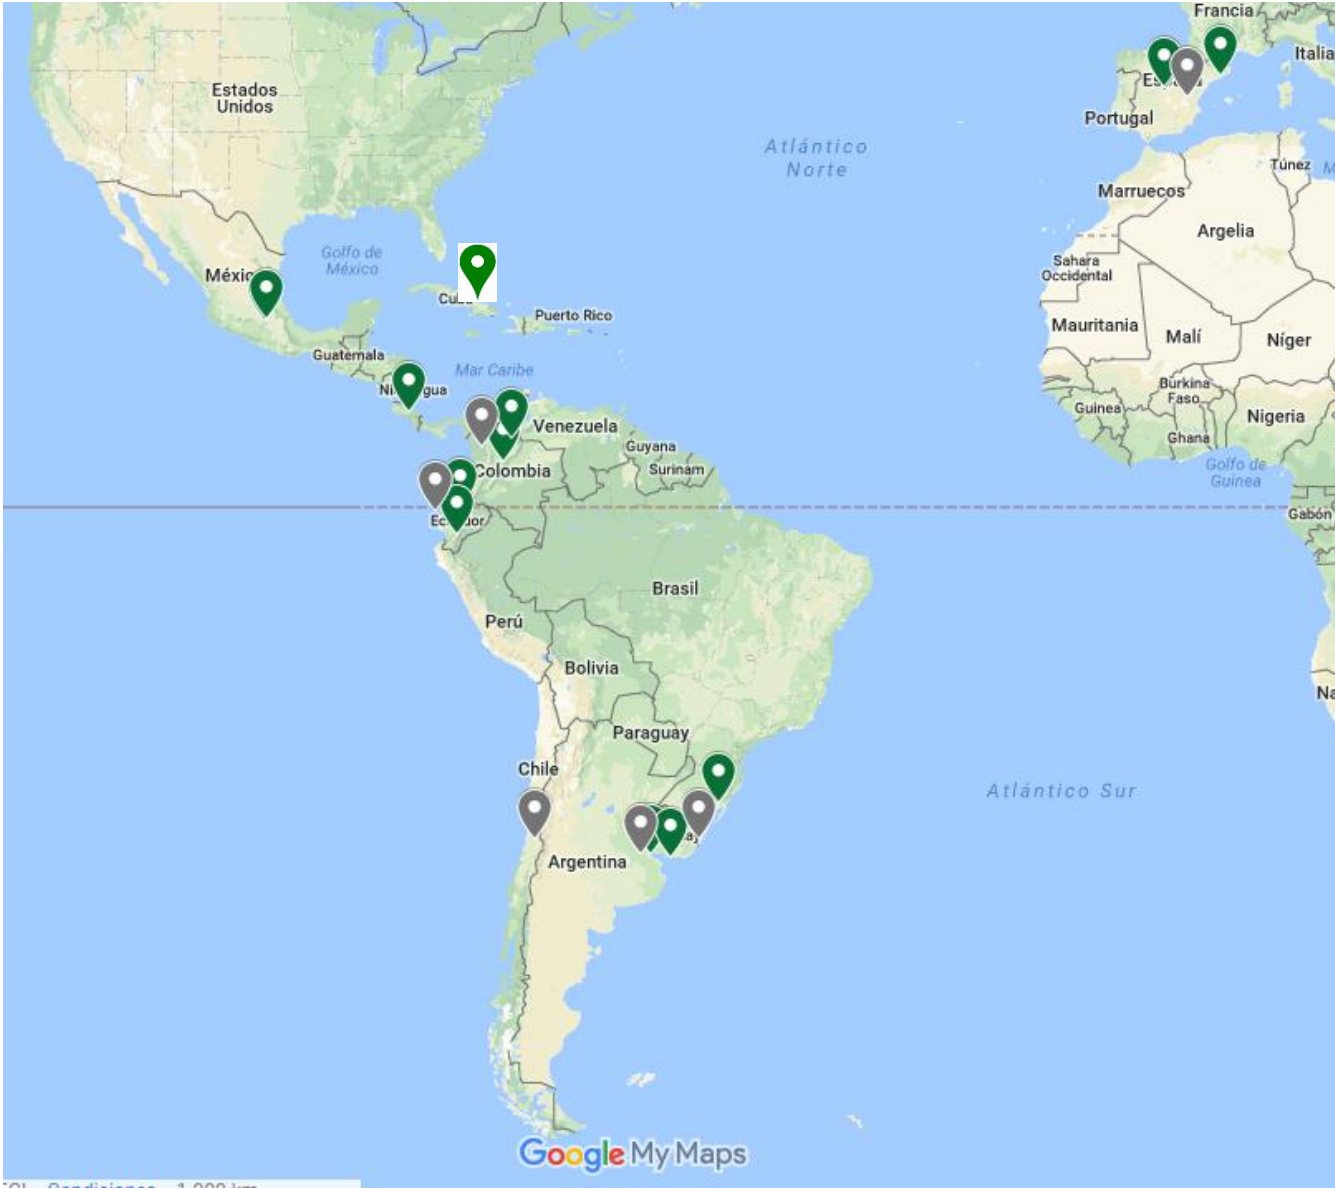 Francia
Italia
Estados
Unidos
Portugal
Atlántico
Norte
Túnez
Marruecos
Argelia
Golfo de
México
Sahara
Occidental
Puerto Rico
Mauritania
Malí
Níger
Guatemala
Mar Caribe
Burkina
Faso
Guinea
Nigeria
Venezuela
Ghana
Guyana
Colombia
Surinam
Golfo de
Guinea
Gabón
Brasil
Perú
Bolivia
Paraguay
Chile
Atlántico Sur
Argentina
Google My Maps